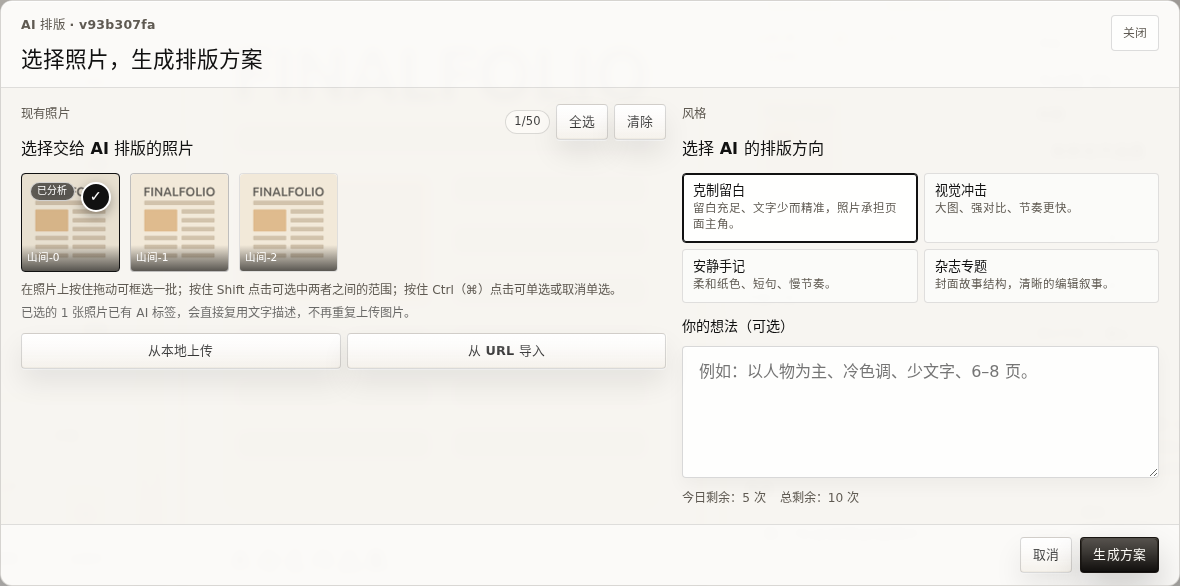 AI 排版 · v93b307fa
选择照片，生成排版方案
关闭
现有照片
选择交给 AI 排版的照片
1/50
全选
清除
已分析
✓
山间-0
FINALFOLIO
山间-1
FINALFOLIO
山间-2
在照片上按住拖动可框选一批；按住 Shift 点击可选中两者之间的范围；按住 Ctrl（⌘）点击可单选或取消单选。
已选的 1 张照片已有 AI 标签，会直接复用文字描述，不再重复上传图片。
从本地上传
从 URL 导入
风格
选择 AI 的排版方向
克制留白
留白充足、文字少而精准，照片承担页
面主角。
视觉冲击
大图、强对比、节奏更快。
安静手记
柔和纸色、短句、慢节奏。
杂志专题
封面故事结构，清晰的编辑叙事。
你的想法（可选）
例如：以人物为主、冷色调、少文字、6–8 页。
今日剩余：5 次 总剩余：10 次
取消
生成方案